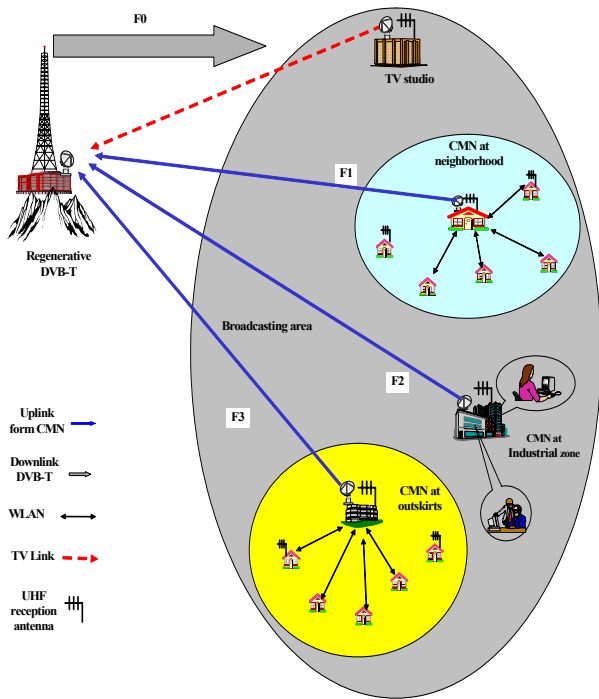 F0
TV studio
CMN at
neighborhood
F1
Regenerative
DVB-T
Broadcasting area
F2
F3
CMN at
Industrial zone
CMN at
outskirts
Uplink
form CMN
Downlink
DVB-T
WLAN
TV Link
UHF
reception
antenna